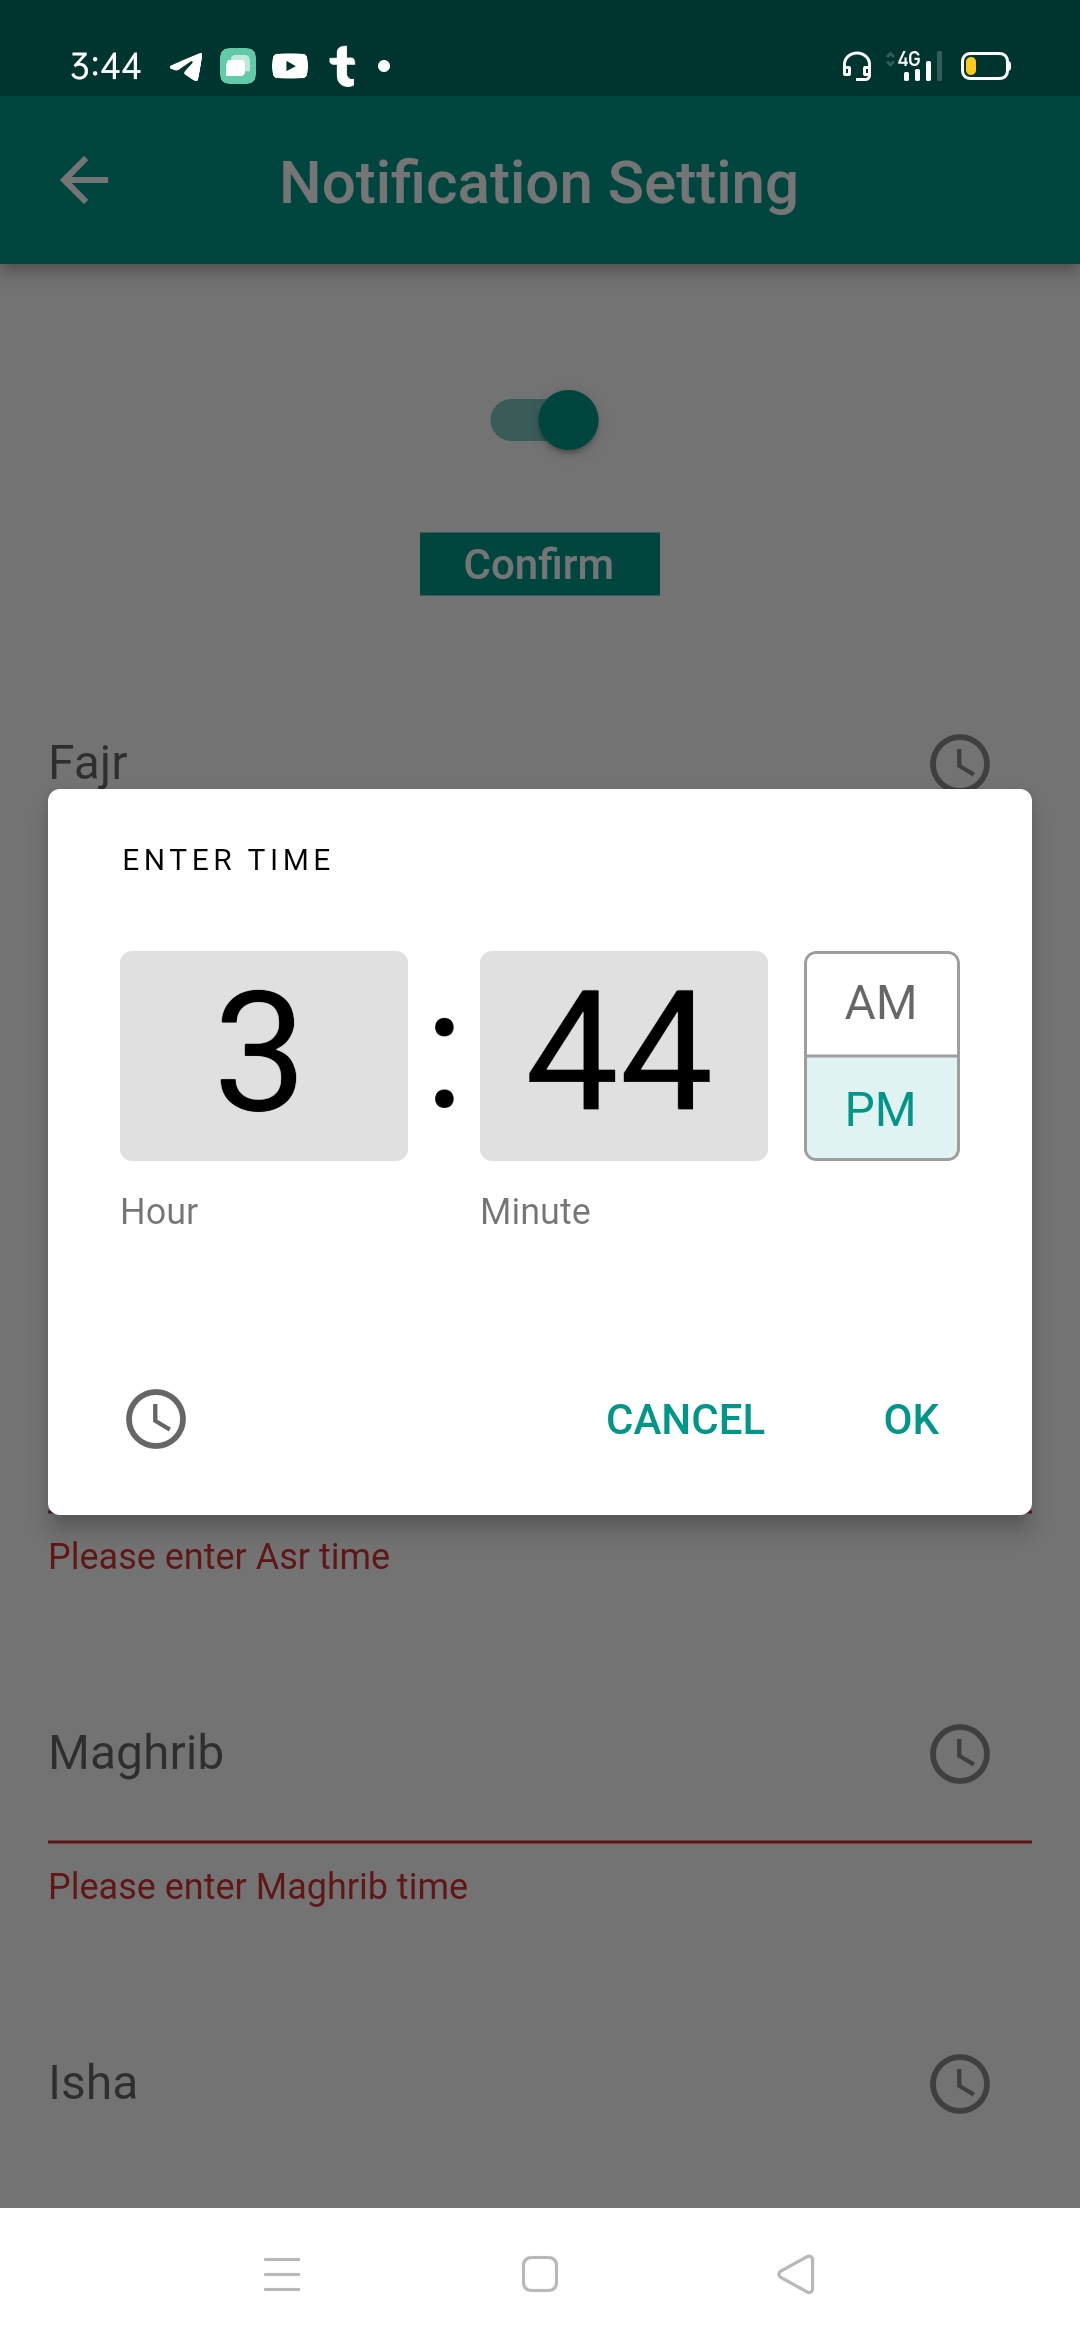 3:44
4G
Notification Setting
Confirm
Fajr
ENTER TIME
3 : 44
AM
PM
Hour Minute
CANCEL OK
Please enter Asr time
Maghrib
Please enter Maghrib time
Isha